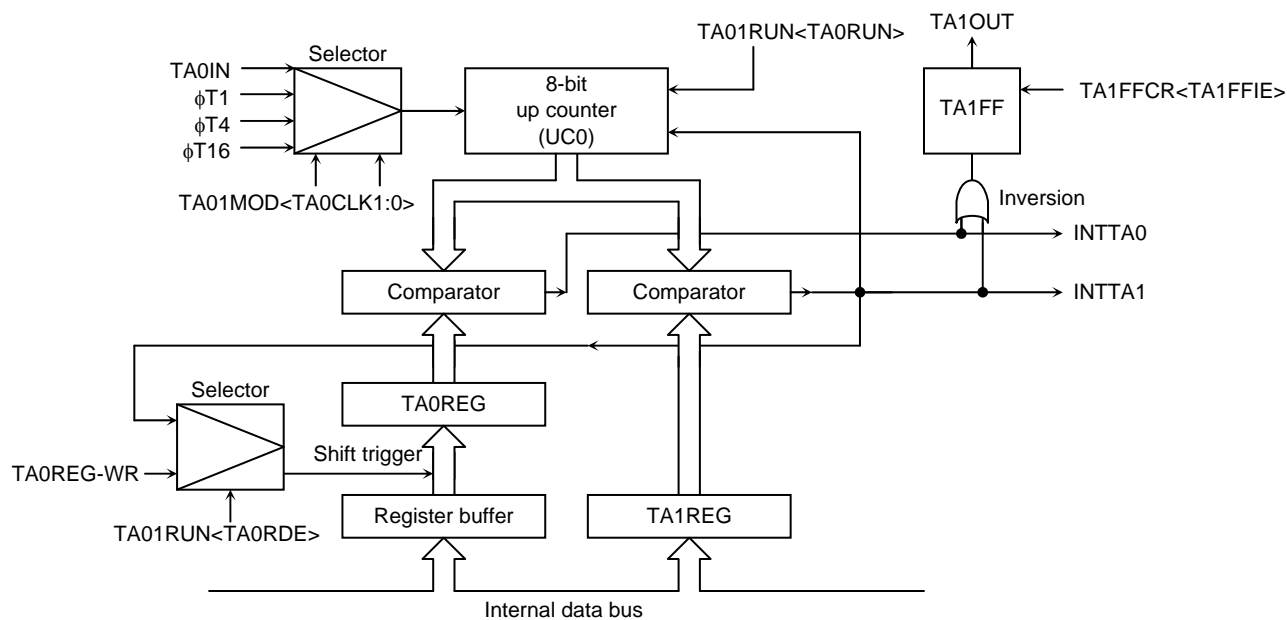 TA1OUT
TA01RUN<TA0RUN>
Selector
TA0IN
ϕT1
ϕT4
ϕT16
8-bit
up counter
(UC0)
TA1FF
TA1FFCR<TA1FFIE>
TA01MOD<TA0CLK1:0>
Inversion
INTTA0
Comparator
Comparator
INTTA1
Selector
TA0REG
Shift trigger
TA0REG-WR
Register buffer
TA1REG
TA01RUN<TA0RDE>
Internal data bus